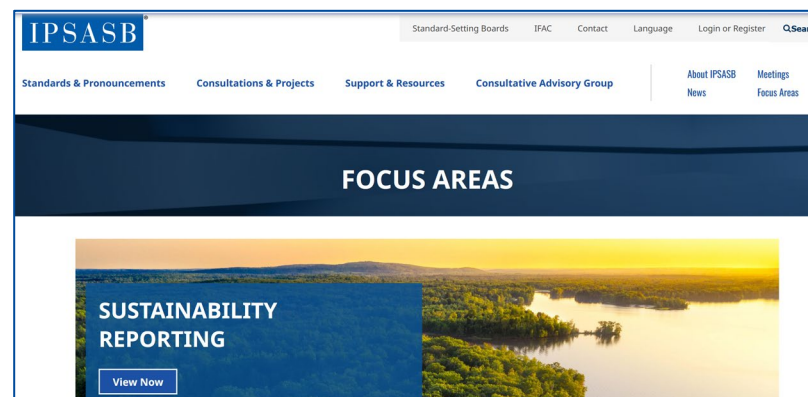 IPSASB®
Standard-Setting Boards IFAC Contact Language Login or Register Sear
Standards & Pronouncements Consultations & Projects Support & Resources Consultative Advisory Group
About IPSASB Meetings
News Focus Areas
FOCUS AREAS
SUSTAINABILITY
REPORTING
View Now